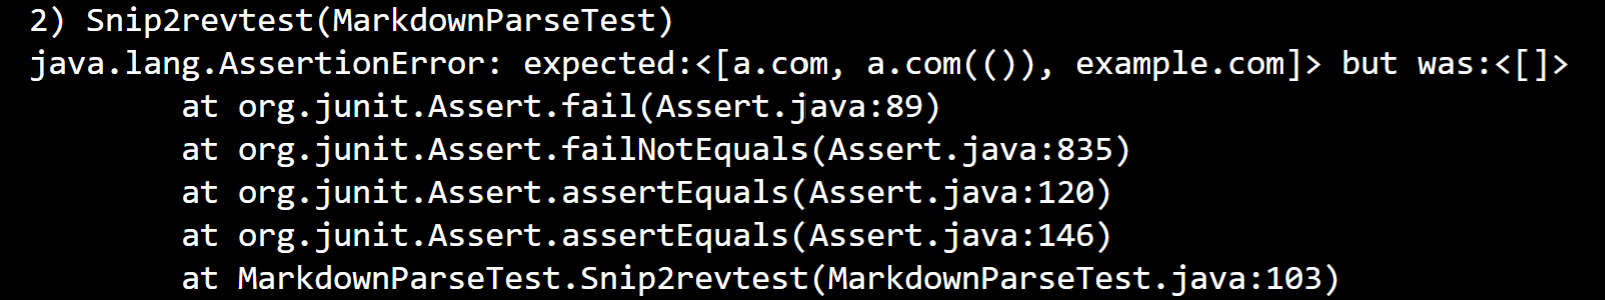 2) Snip2revtest(MarkdownParseTest)
java.lang.AssertionError: expected:<[a.com, a.com(()), example.com]> but was:<[]>
        at org.junit.Assert.fail(Assert.java:89)
        at org.junit.Assert.failNotEquals(Assert.java:835)
        at org.junit.Assert.assertEquals(Assert.java:120)
        at org.junit.Assert.assertEquals(Assert.java:146)
        at MarkdownParseTest.Snip2revtest(MarkdownParseTest.java:103)